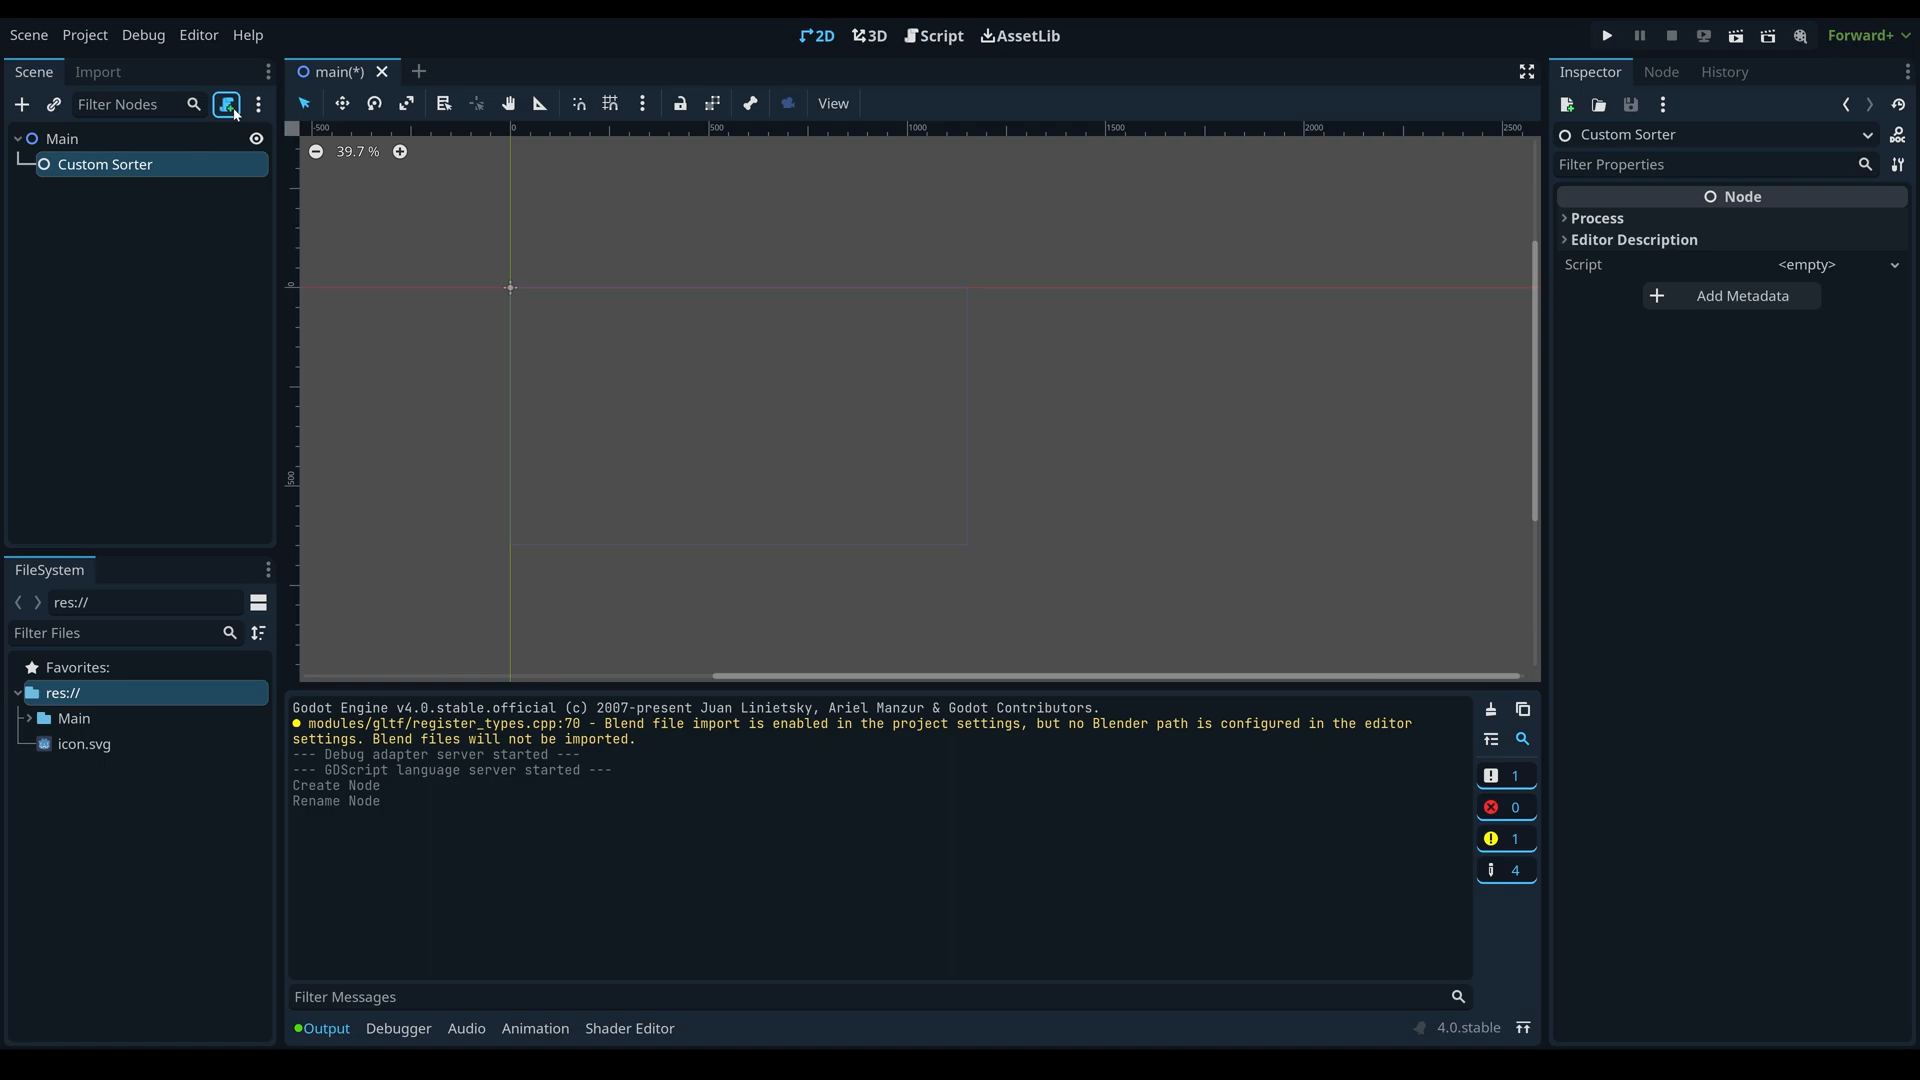 Scene Project Debug Editor Help
2D 3D Script AssetLib
Forward+
Scene Import
Filter Nodes
Main
Custom Sorter
main(*)
View
-500 0 500 1000 1500 2000 2500
39.7 %
0
500
FileSystem
res://
Filter Files
Favorites:
res://
Main
icon.svg
Godot Engine v4.0.stable.official (c) 2007-present Juan Linietsky, Ariel Manzur & Godot Contributors.
modules/gltf/register_types.cpp:70 - Blend file import is enabled in the project settings, but no Blender path is configured in the editor
settings. Blend files will not be imported.
--- Debug adapter server started ---
--- GDScript language server started ---
Create Node
Rename Node
1
0
1
4
Filter Messages
Output Debugger Audio Animation Shader Editor
4.0.stable
Inspector Node History
Custom Sorter
DOC
Filter Properties
Node
Process
Editor Description
Script <empty>
Add Metadata